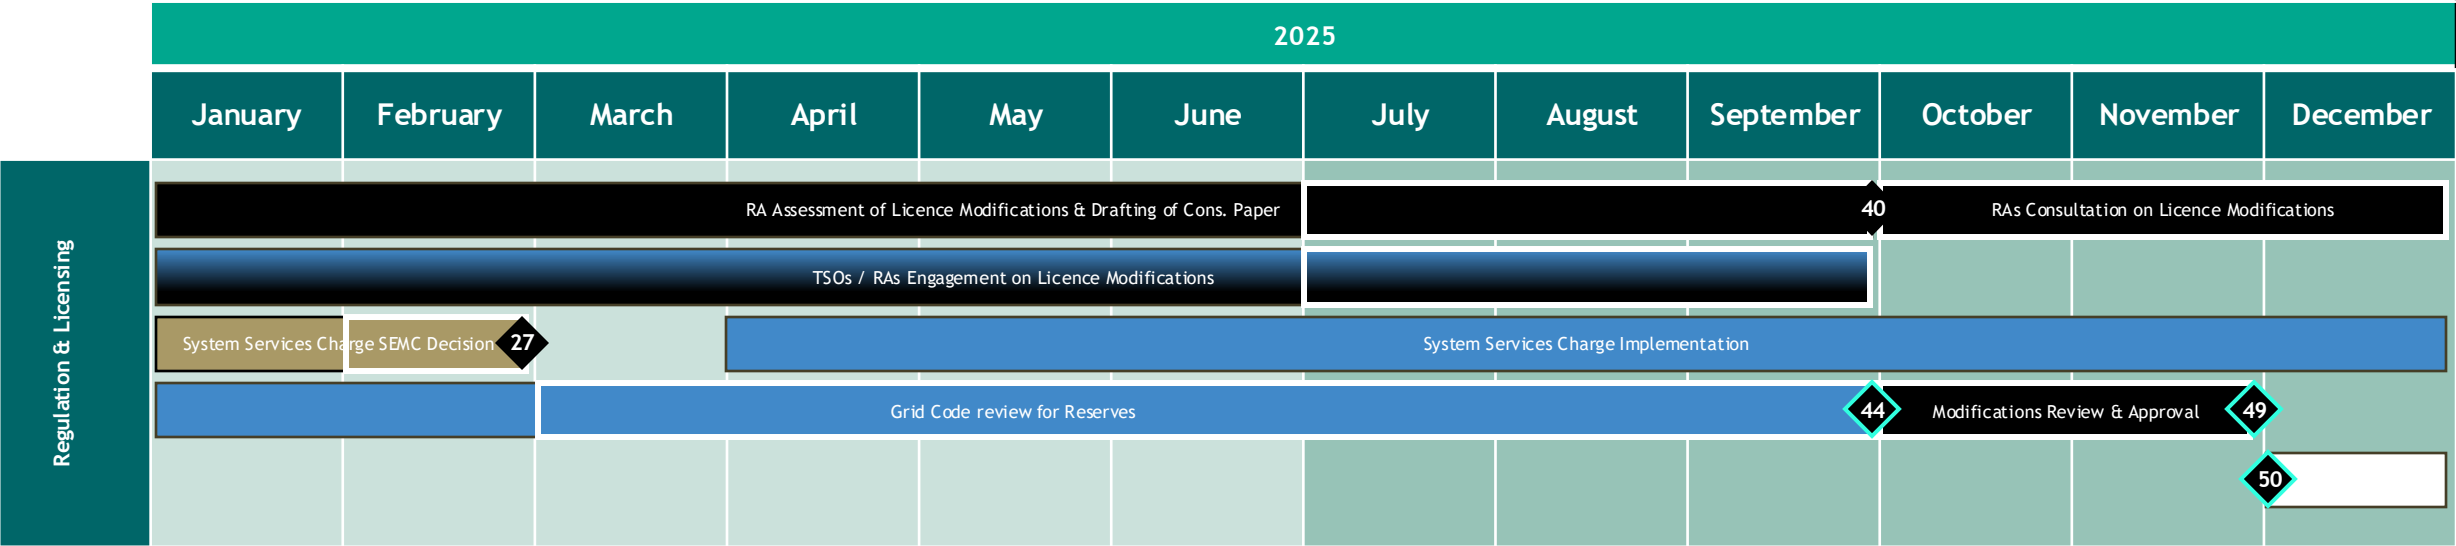 2025
January February March April May June July August September October November December
Regulation & Licensing
RA Assessment of Licence Modifications & Drafting of Cons. Paper 40 RAs Consultation on Licence Modifications
TSOs / RAs Engagement on Licence Modifications
System Services Charge SEMC Decision 27 System Services Charge Implementation
Grid Code review for Reserves 44 Modifications Review & Approval 49
50